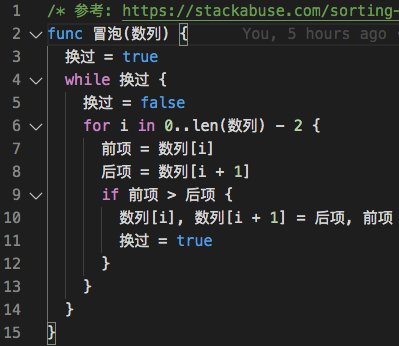 1 /* 参考: https://stackabuse.com/sorting-
2 func 冒泡(数列) { You, 5 hours ago
3 换过 = true
4 while 换过 {
5 换过 = false
6 for i in 0..len(数列) - 2 {
7 前项 = 数列[i]
8 后项 = 数列[i + 1]
9 if 前项 > 后项 {
10 数列[i], 数列[i + 1] = 后项, 前项
11 换过 = true
12 }
13 }
14 }
15 }